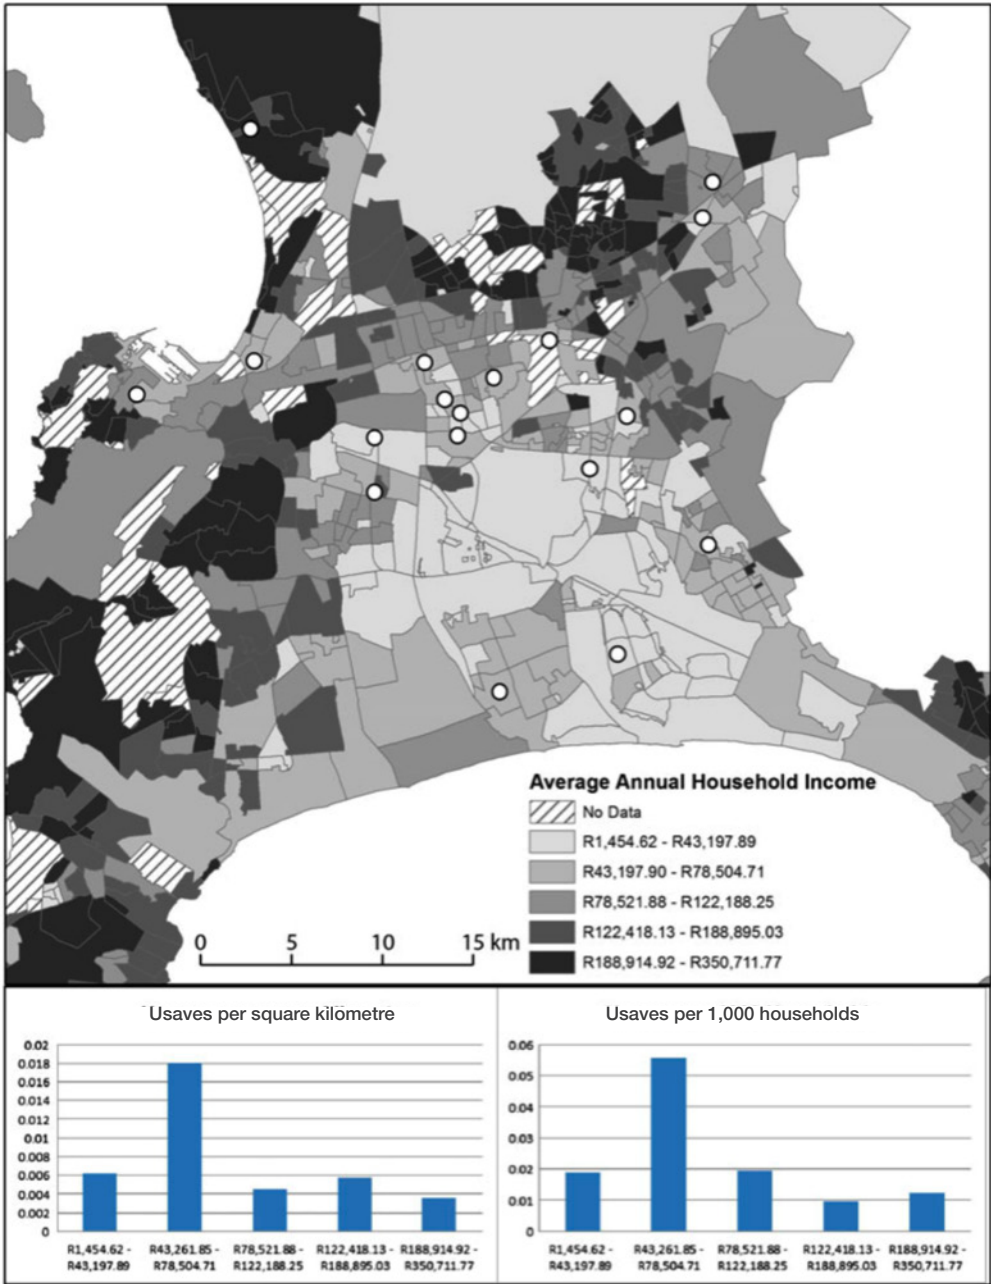 Average Annual Household Income
No Data
R1,454.62 - R43,197.89
R43,197.90 - R78,504.71
R78,521.88 - R122,188.25
R122,418.13 - R188,895.03
R188,914.92 - R350,711.77
0 5 10 15 km
Usaves per square kilometre
0.02
0.018
0.016
0.014
0.012
0.01
0.008
0.006
0.004
0.002
0
R1,454.62 - R43,261.85 - R78,521.88 - R122,418.13 - R188,914.92 -
R43,197.89 R78,504.71 R122,188.25 R188,895.03 R350,711.77
Usaves per 1,000 households
0.06
0.05
0.04
0.03
0.02
0.01
0
R1,454.62 - R43,261.85 - R78,521.88 - R122,418.13 - R188,914.92 -
R43,197.89 R78,504.71 R122,188.25 R188,895.03 R350,711.77